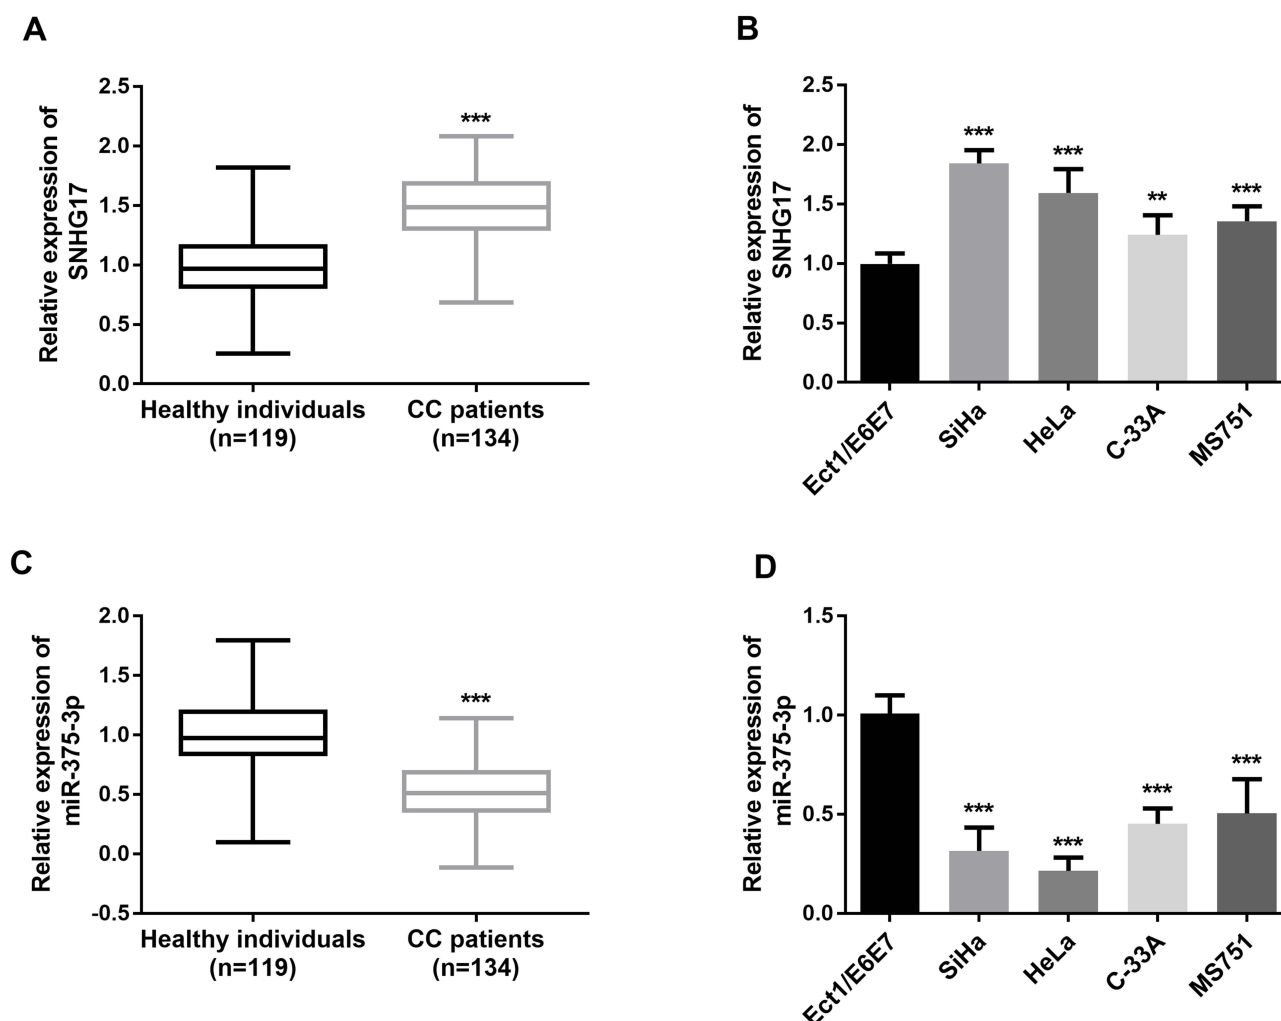 A
Relative expression of
SNHG17
2.5
2.0
1.5
1.0
0.5
0.0
***
Healthy individuals
(n=119)
CC patients
(n=134)
B
Relative expression of
SNHG17
2.5
2.0
1.5
1.0
0.5
0.0
***
***
**
***
Ect1/E6E7
SiHa
HeLa
C-33A
MS751
C
Relative expression of
miR-375-3p
2.0
1.5
1.0
0.5
0.0
-0.5
***
Healthy individuals
(n=119)
CC patients
(n=134)
D
Relative expression of
miR-375-3p
1.5
1.0
0.5
0.0
***
***
***
***
Ect1/E6E7
SiHa
HeLa
C-33A
MS751